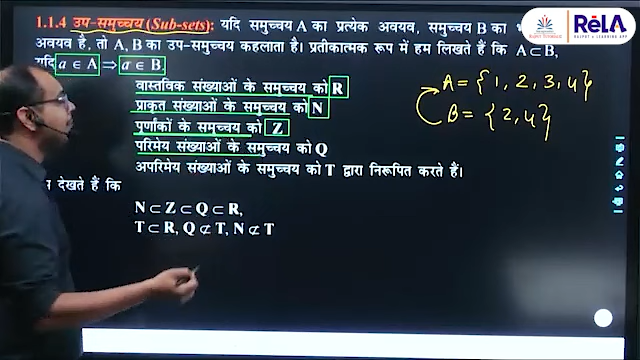 1.1.4 उप-समुच्चय (Sub-sets): यदि समुच्चय A का प्रत्येक अवयव, समुच्चय B का
अवयव है, तो A, B का उप-समुच्चय कहलाता है। प्रतीकात्मक रूप में हम लिखते हैं कि A⊂B,
यदि a ∈ A ⇒ a ∈ B
वास्तविक संख्याओं के समुच्चय को R
प्राकृत संख्याओं के समुच्चय को N
पूर्णांकों के समुच्चय को Z
परिमेय संख्याओं के समुच्चय को Q
अपरिमेय संख्याओं के समुच्चय को T द्वारा निरूपित करते हैं।
देखते हैं कि
N ⊂ Z ⊂ Q ⊂ R,
T ⊂ R, Q ⊄ T, N ⊄ T
A = {1, 2, 3, 4}
B = {2, 4}
RELA